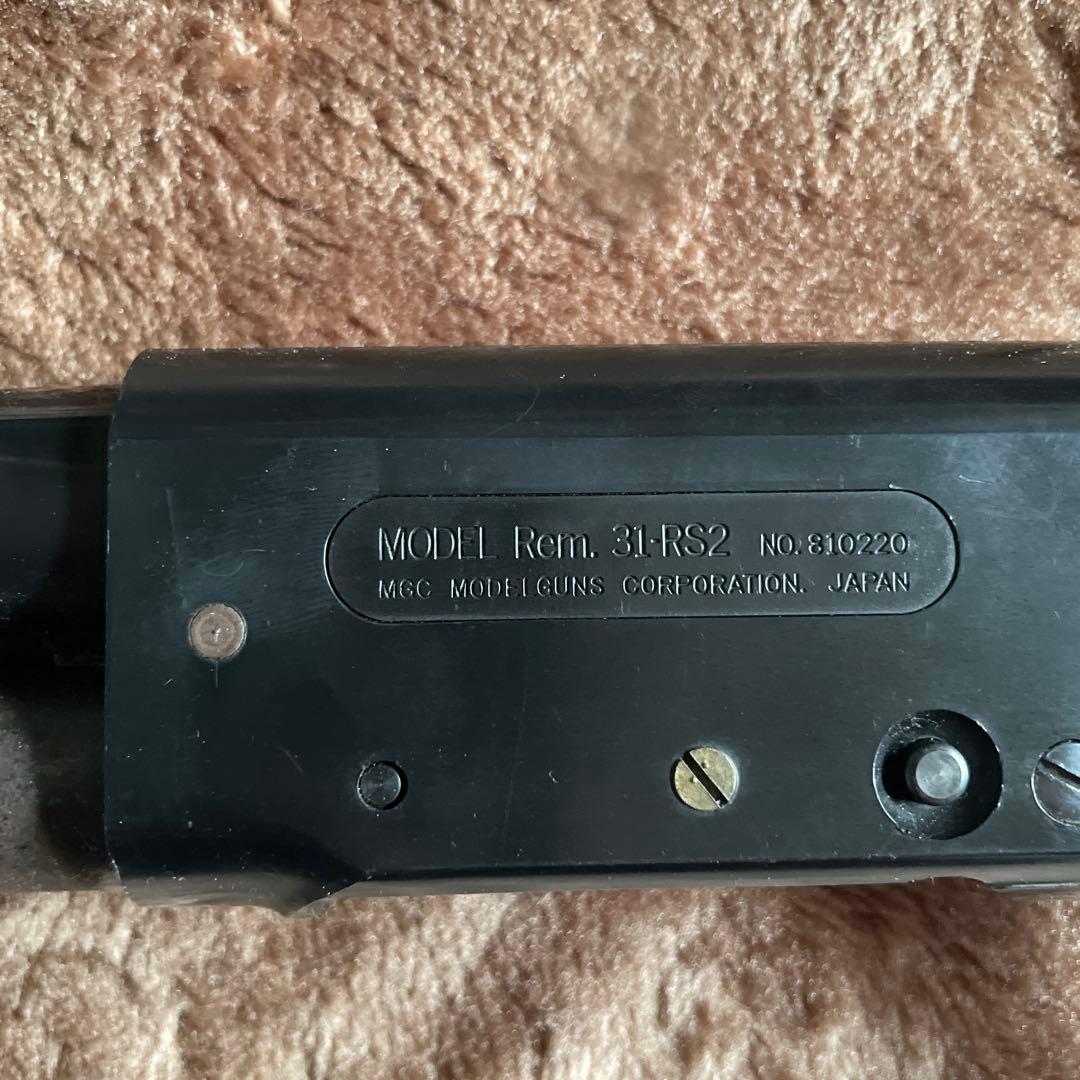 MODEL Rem. 31-RS2 NO. 810220
MGC MODELGUNS CORPORATION. JAPAN